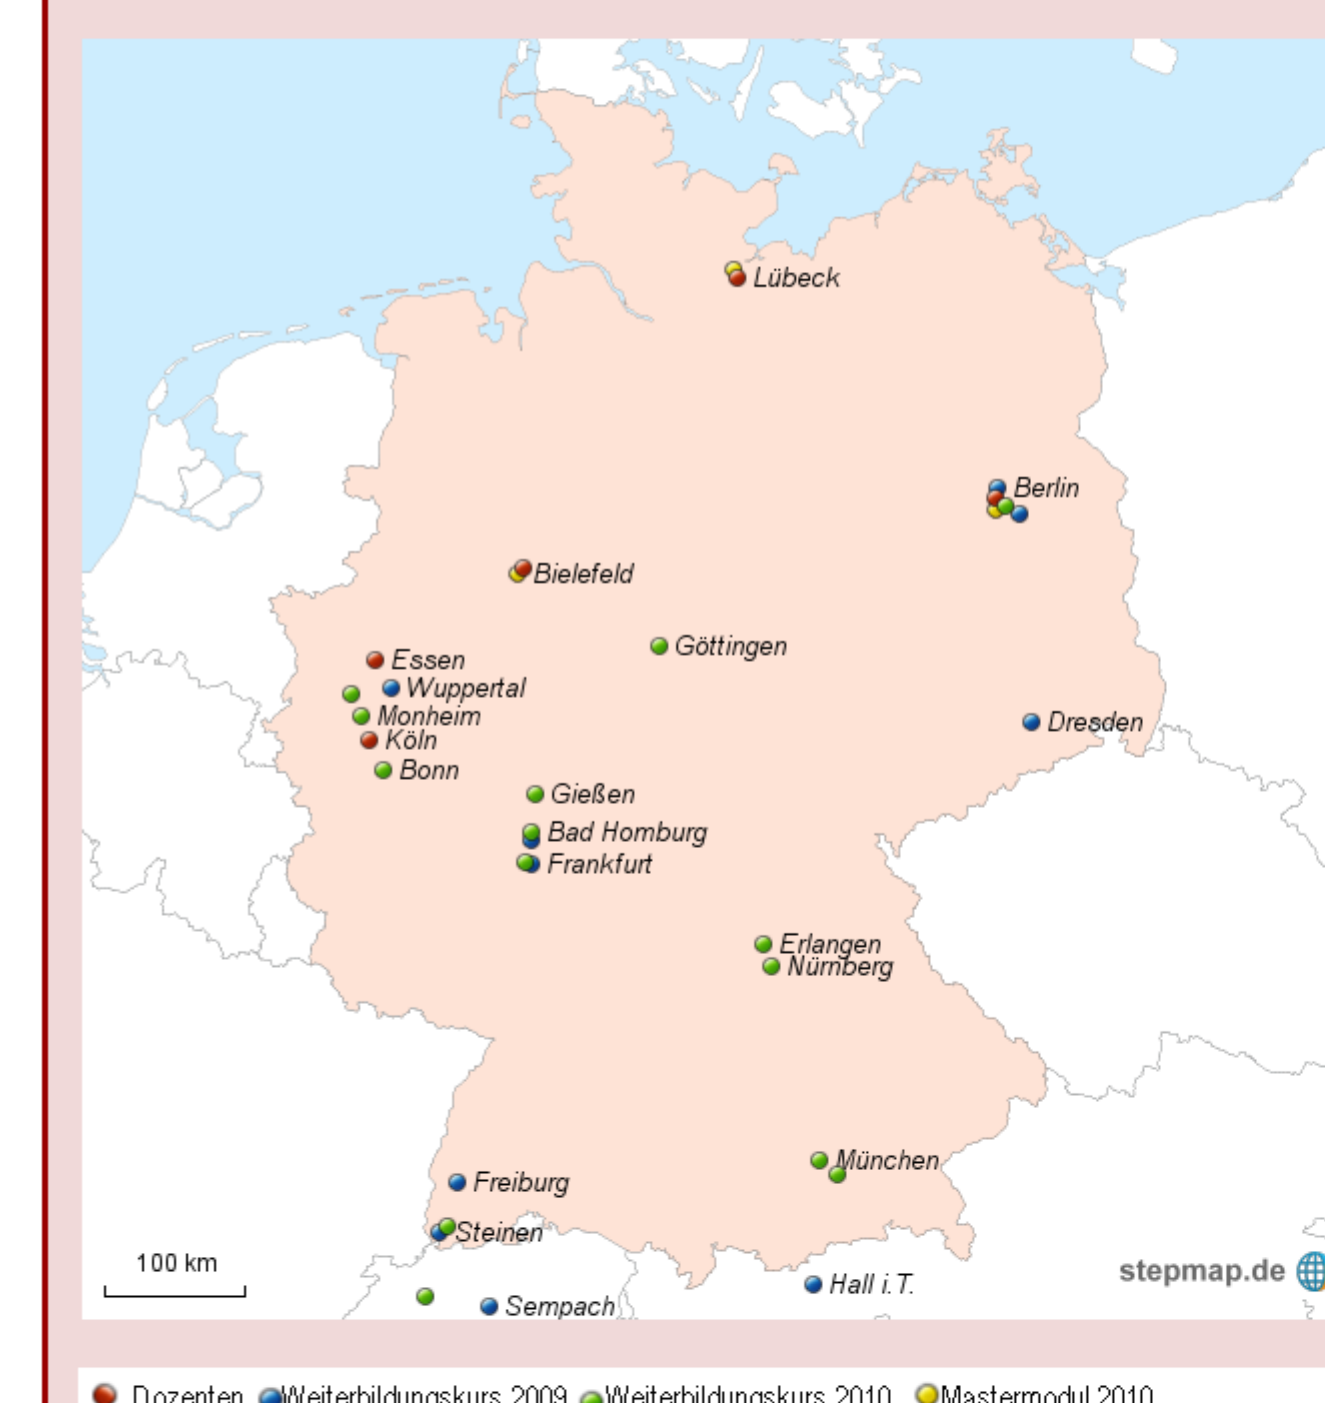 Lübeck
Berlin
Bielefeld
Göttingen
Essen
Wuppertal
Monheim
Dresden
Köln
Bonn
Gießen
Bad Homburg
Frankfurt
Erlangen
Nürnberg
München
Freiburg
Steinen
100 km
stepmap.de
Hall i.T.
Sempach
Dozenten Weiterbildungskurs 2009 Weiterbildungskurs 2010 Mastermodul 2010